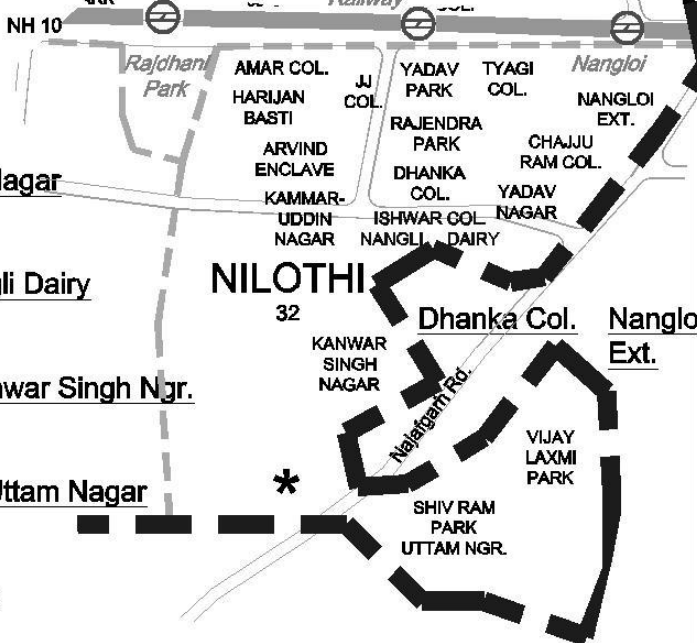 Railway
NH 10
Rajdhani
Park
AMAR COL.
HARIJAN
BASTI
JJ
COL.
YADAV
PARK
TYAGI
COL.
Nangloi
NANGLOI
EXT.
ARVIND
ENCLAVE
RAJENDRA
PARK
CHAJJU
RAM COL.
DHANKA
COL.
YADAV
NAGAR
KAMMAR-
UDDIN
NAGAR
ISHWAR COL.
NANGLI DAIRY
Nagar
gli Dairy
NILOTHI
32
Dhanka Col.
Nanglo
Ext.
KANWAR
SINGH
NAGAR
nwar Singh Ngr.
Najafgarh Rd.
VIJAY
LAXMI
PARK
Uttam Nagar
*
SHIV RAM
PARK
UTTAM NGR.